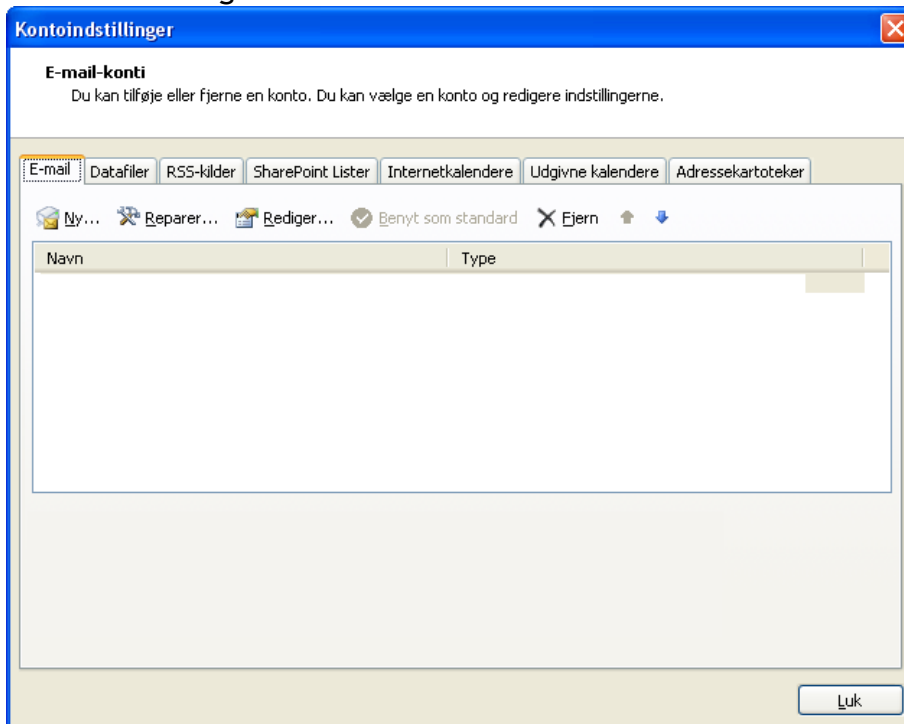 Kontoindstillinger
E-mail-konti
Du kan tilføje eller fjerne en konto. Du kan vælge en konto og redigere indstillingerne.
E-mail Datafiler RSS-kilder SharePoint Lister Internetkalendere Udgivne kalendere Adressekartoteker
Ny... Reparer... Rediger... Benyt som standard Fjern
Navn Type
Luk